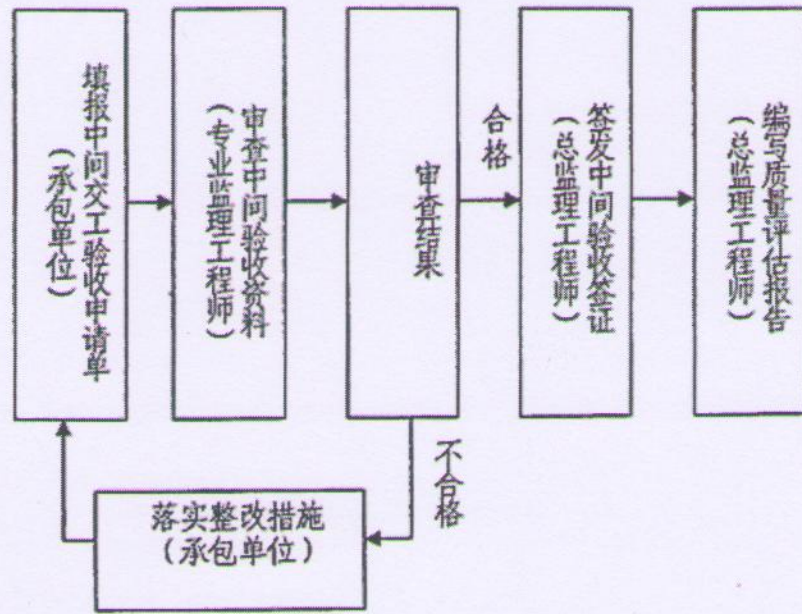 填报中间交工验收申请单
（承包单位）
审查中间验收资料
（专业监理工程师）
审查结果
合格
签发中间验收签证
（总监理工程师）
编写质量评估报告
（总监理工程师）
不合格
落实整改措施
（承包单位）